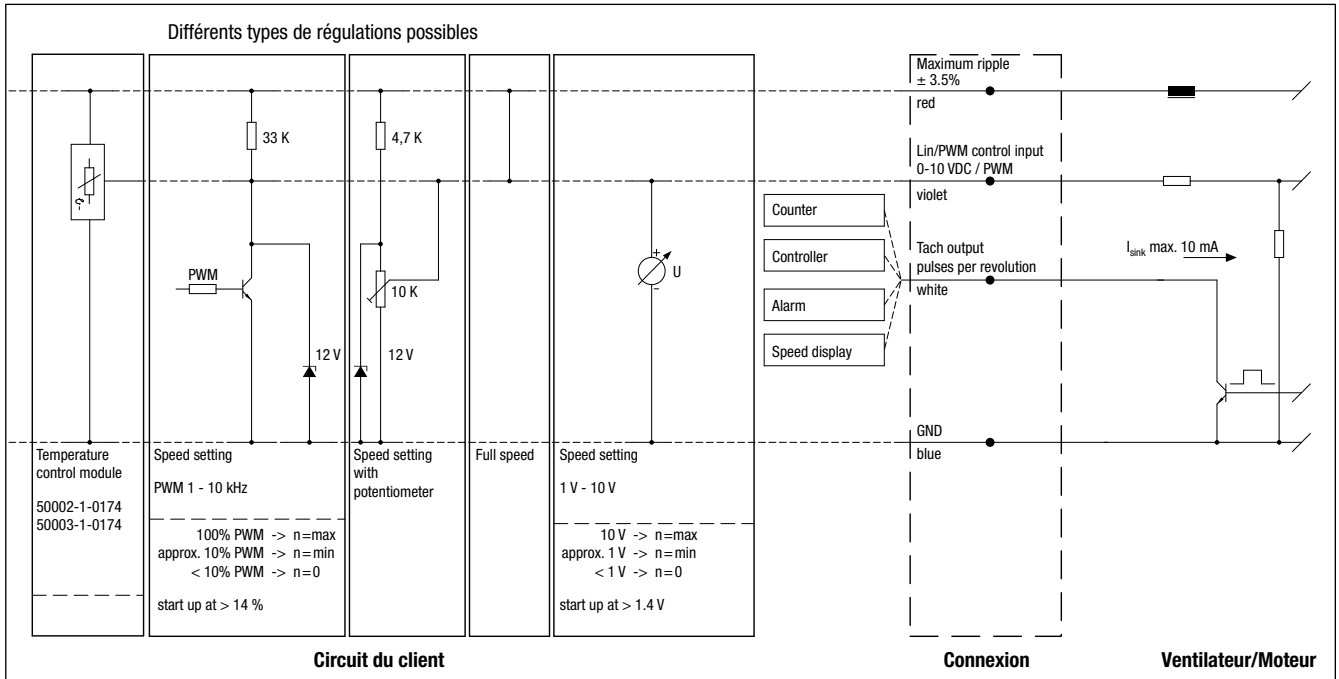 Différents types de régulations possibles
33 K
4,7 K
PWM
12 V
12 V
10 K
+
U
-
Temperature
control module
50002-1-0174
50003-1-0174
Speed setting
PWM 1 - 10 kHz
100% PWM -> n=max
approx. 10% PWM -> n=min
< 10% PWM -> n=0
start up at > 14 %
Speed setting
with
potentiometer
Full speed
Speed setting
1 V - 10 V
10 V -> n=max
approx. 1 V -> n=min
< 1 V -> n=0
start up at > 1.4 V
Counter
Controller
Alarm
Speed display
Maximum ripple
± 3.5%
red
Lin/PWM control input
0-10 VDC / PWM
violet
Tach output
pulses per revolution
white
GND
blue
Isink max. 10 mA
Circuit du client
Connexion
Ventilateur/Moteur